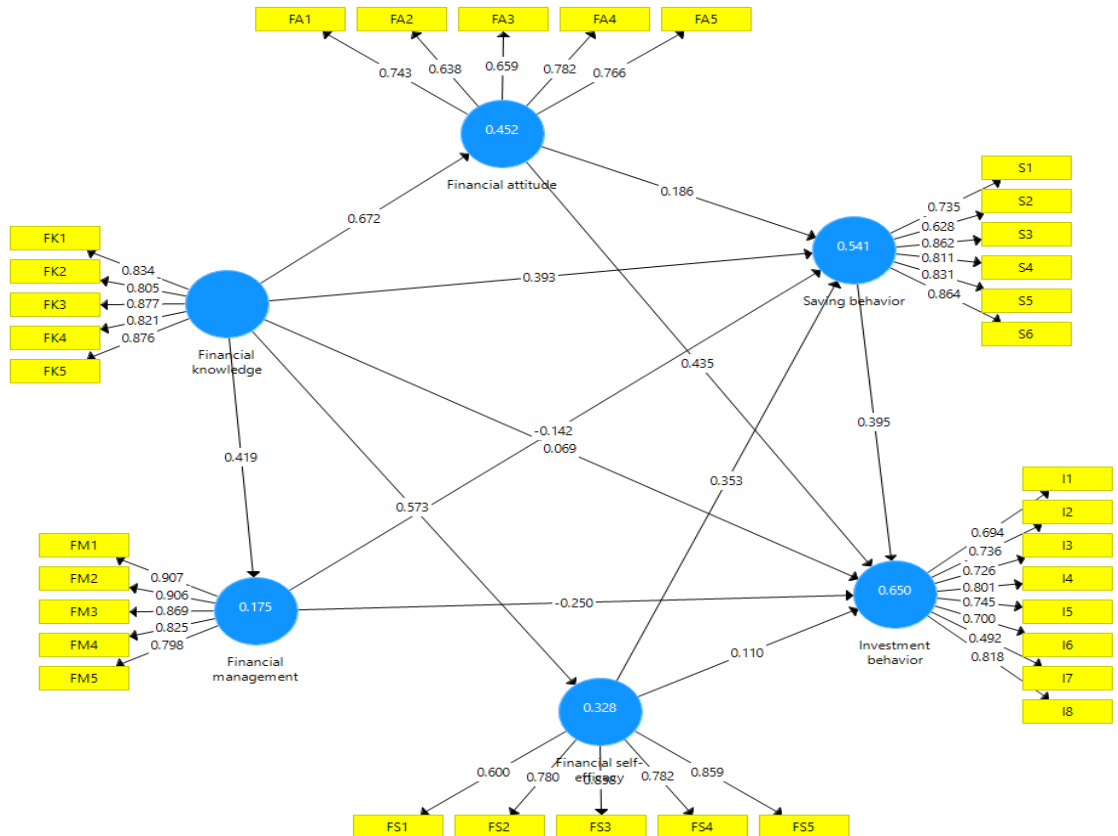 FA1 FA2 FA3 FA4 FA5
0.743 0.638 0.659 0.782 0.766
0.452
Financial attitude
0.672
0.186
S1
S2
S3
S4
S5
S6
0.735
0.628
0.862
0.811
0.831
0.864
0.541
Saving behavior
FK1
FK2
FK3
FK4
FK5
0.834
0.805
0.877
0.821
0.876
Financial
knowledge
0.393
0.435
-0.142
0.069
0.395
0.419
0.573
0.353
FM1
FM2
FM3
FM4
FM5
0.907
0.906
0.869
0.825
0.798
0.175
Financial
management
-0.250
0.110
I1
I2
I3
I4
I5
I6
I7
I8
0.694
0.736
0.726
0.801
0.745
0.700
0.492
0.818
0.650
Investment
behavior
0.328
Financial self-
efficacy
0.600 0.780 0.782 0.859
FS1 FS2 FS3 FS4 FS5